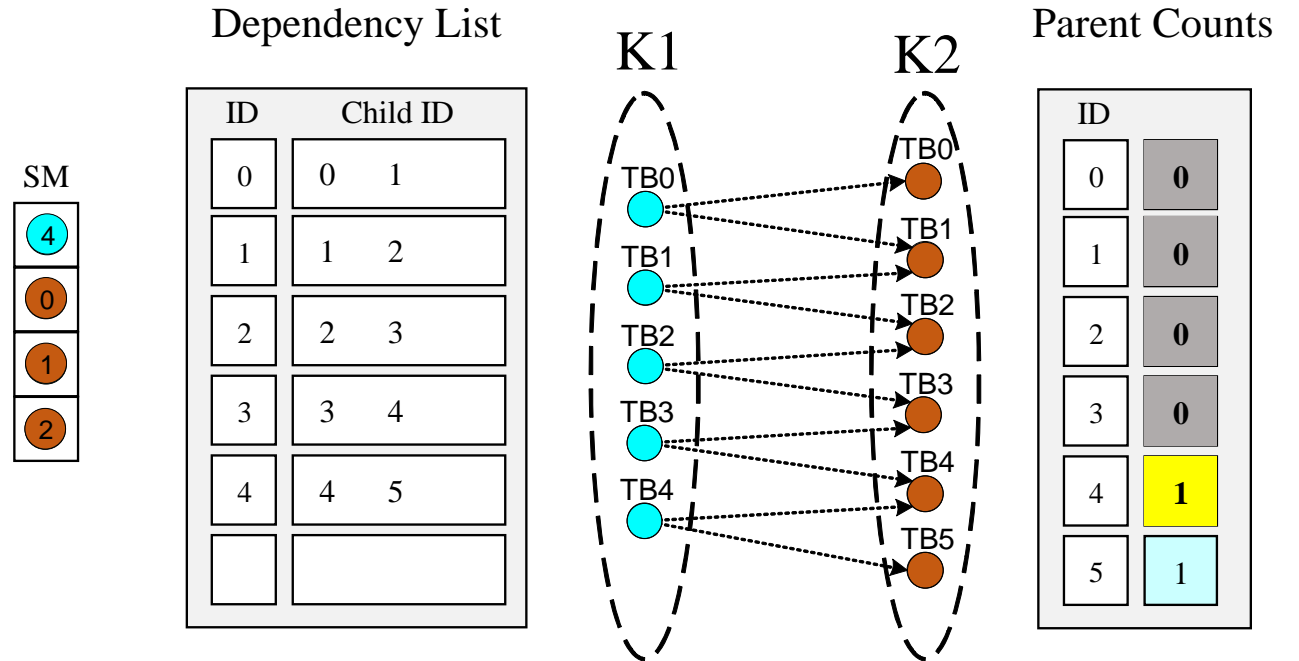 Dependency List
Parent Counts
K1
K2
SM
4
0
1
2
ID Child ID
0 0 1
1 1 2
2 2 3
3 3 4
4 4 5
TB0
TB1
TB2
TB3
TB4
TB0
TB1
TB2
TB3
TB4
TB5
ID
0 0
1 0
2 0
3 0
4 1
5 1